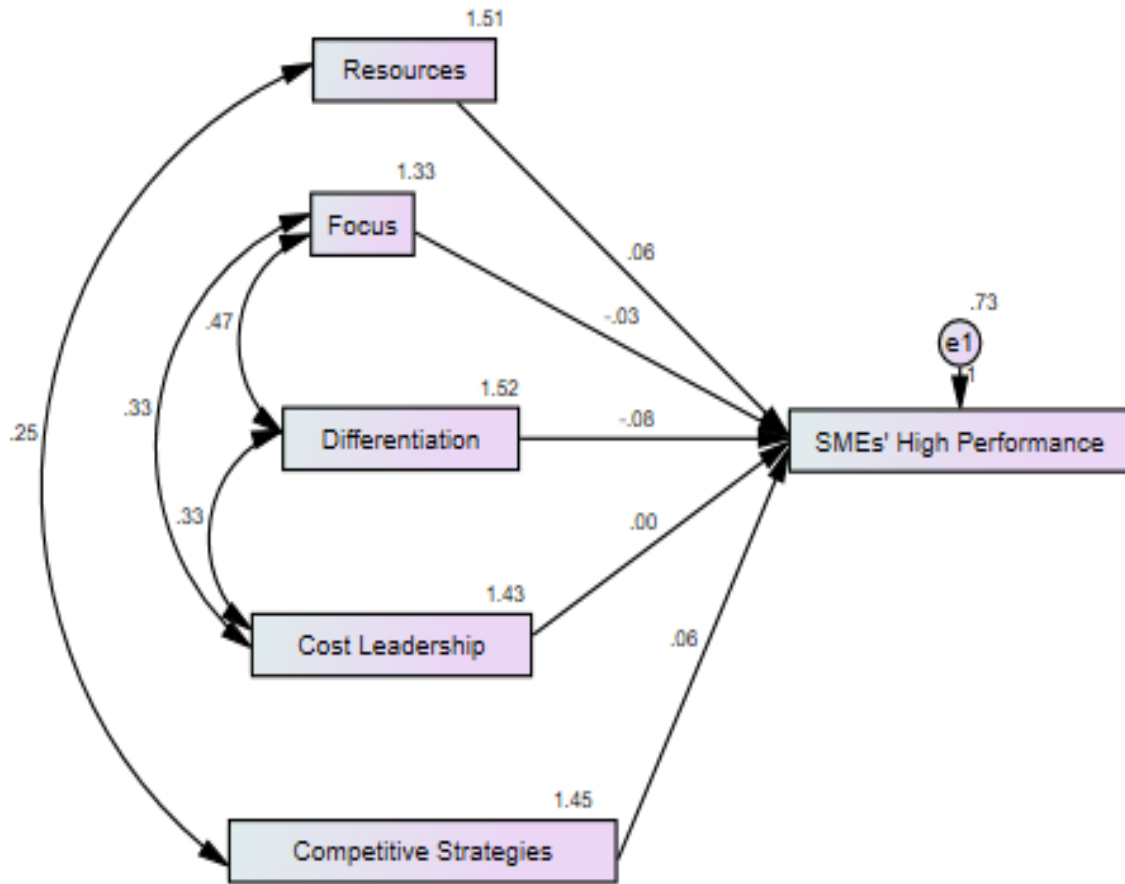 1.51
Resources
1.33
Focus
.06
-.03
.73
e1
1
.47
1.52
.33
.25
Differentiation
-.08
SMEs' High Performance
.33
.00
1.43
Cost Leadership
.06
1.45
Competitive Strategies